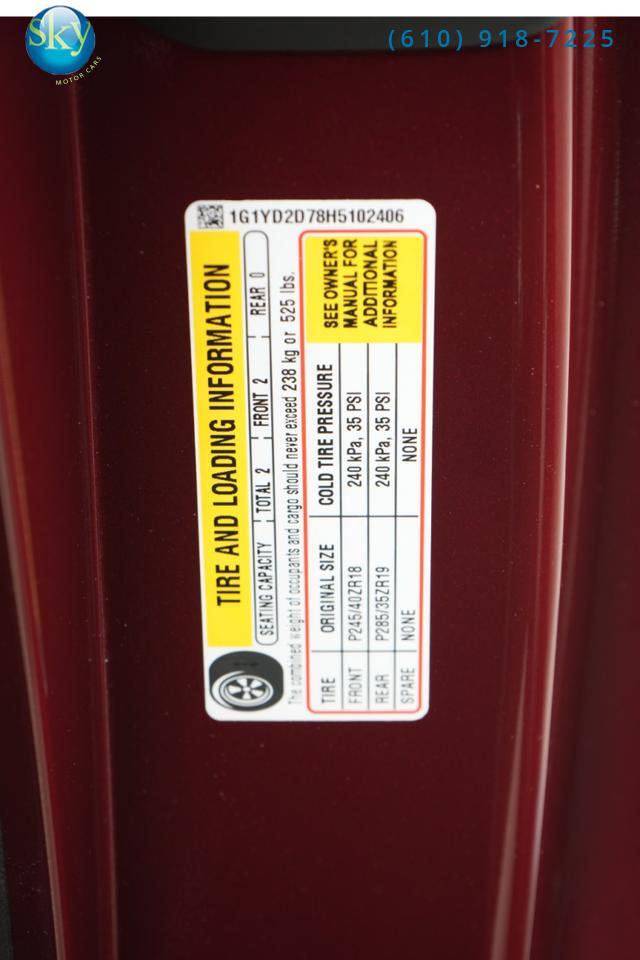 Sky
MOTOR CARS
(610) 918-7225
1G1YD2D78H5102406
TIRE AND LOADING INFORMATION
SEATING CAPACITY TOTAL 2 FRONT 2 REAR 0
The combined weight of occupants and cargo should never exceed 238 kg or 525 lbs.
TIRE ORIGINAL SIZE COLD TIRE PRESSURE
FRONT P245/40ZR18 240 kPa, 35 PSI
REAR P285/35ZR19 240 kPa, 35 PSI
SPARE NONE NONE
SEE OWNER'S
MANUAL FOR
ADDITIONAL
INFORMATION